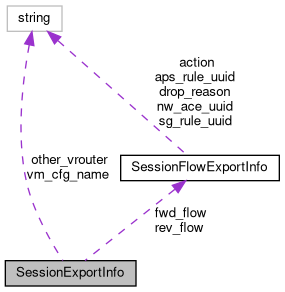 string
action
aps_rule_uuid
drop_reason
nw_ace_uuid
sg_rule_uuid
other_vrouter
vm_cfg_name
SessionFlowExportInfo
fwd_flow
rev_flow
SessionExportInfo